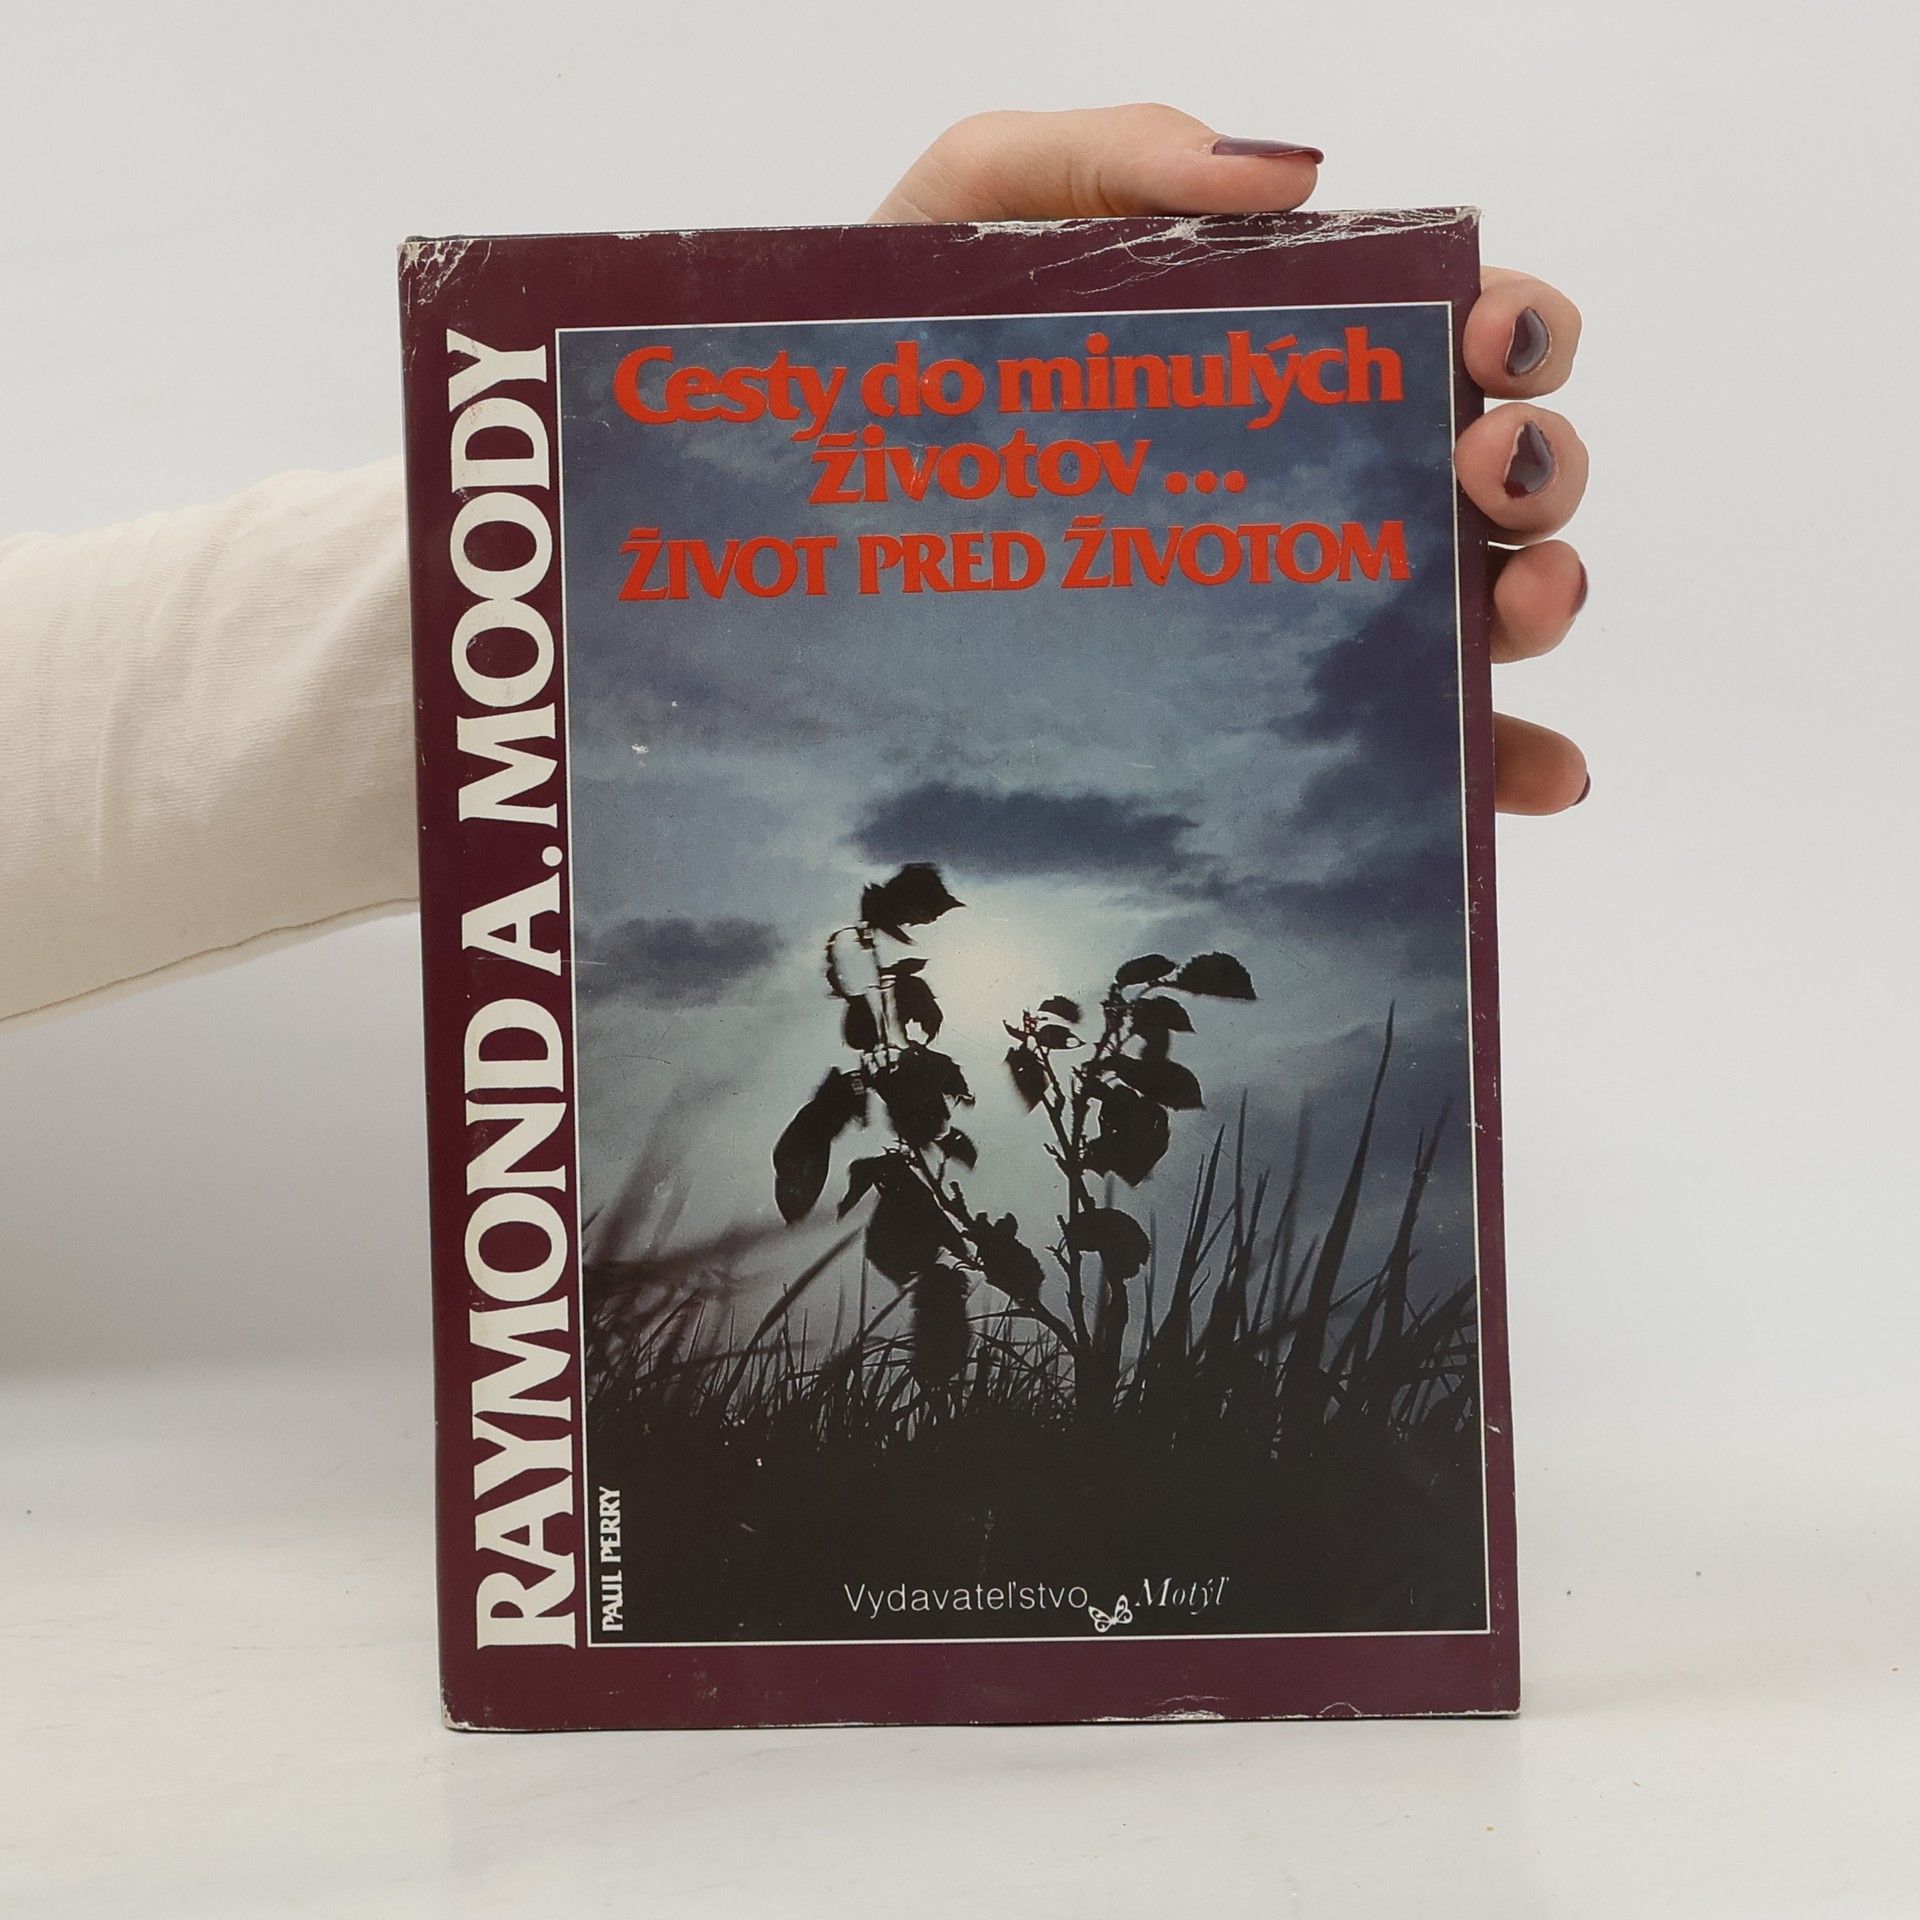 RAYMOND A. MOODY
Cesty do minulých
životov...
ŽIVOT PRED ŽIVOTOM
PAUL PERRY
Vydavateľstvo Motýľ